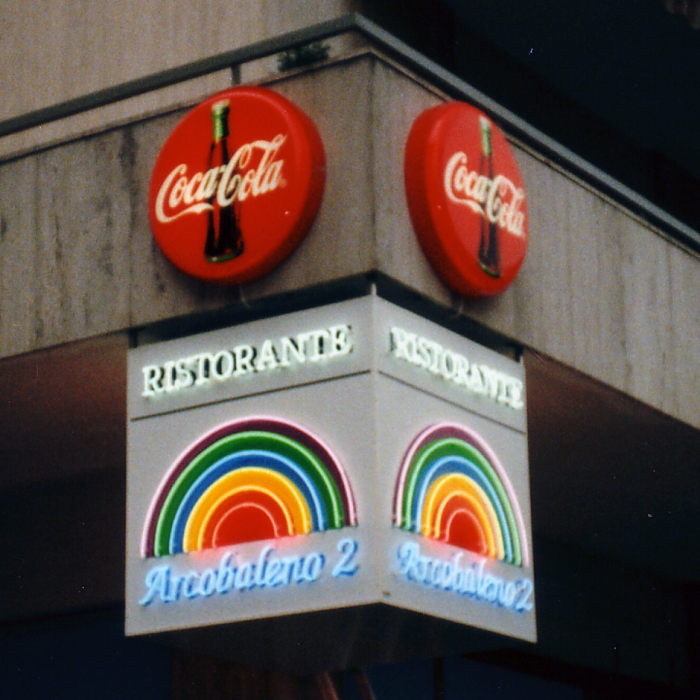 Coca-Cola
Coca-Cola
RISTORANTE
RISTORANTE
Arcobaleno 2
Arcobaleno 2